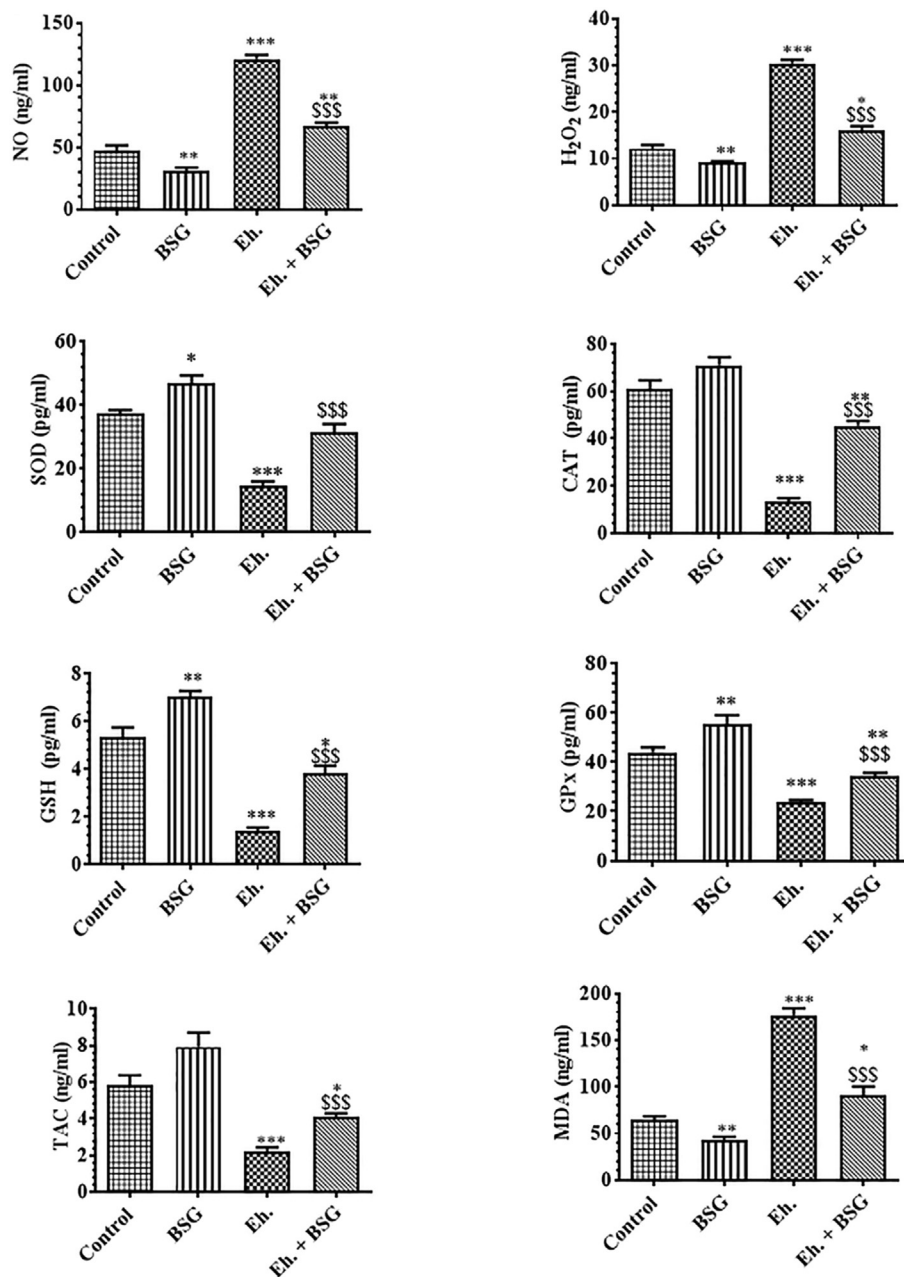 NO (ng/ml)
150
100
50
0
**
***
**
$$$
Control
BSG
Eh.
Eh. + BSG
H2O2 (ng/ml)
40
30
20
10
0
**
***
*
$$$
Control
BSG
Eh.
Eh. + BSG
SOD (pg/ml)
60
40
20
0
*
***
$$$
Control
BSG
Eh.
Eh. + BSG
CAT (pg/ml)
80
60
40
20
0
***
**
$$$
Control
BSG
Eh.
Eh. + BSG
GSH (pg/ml)
8
6
4
2
0
**
***
*
$$$
Control
BSG
Eh.
Eh. + BSG
GPx (pg/ml)
80
60
40
20
0
**
***
**
$$$
Control
BSG
Eh.
Eh. + BSG
TAC (ng/ml)
10
8
6
4
2
0
***
*
$$$
Control
BSG
Eh.
Eh. + BSG
MDA (ng/ml)
200
150
100
50
0
**
***
*
$$$
Control
BSG
Eh.
Eh. + BSG